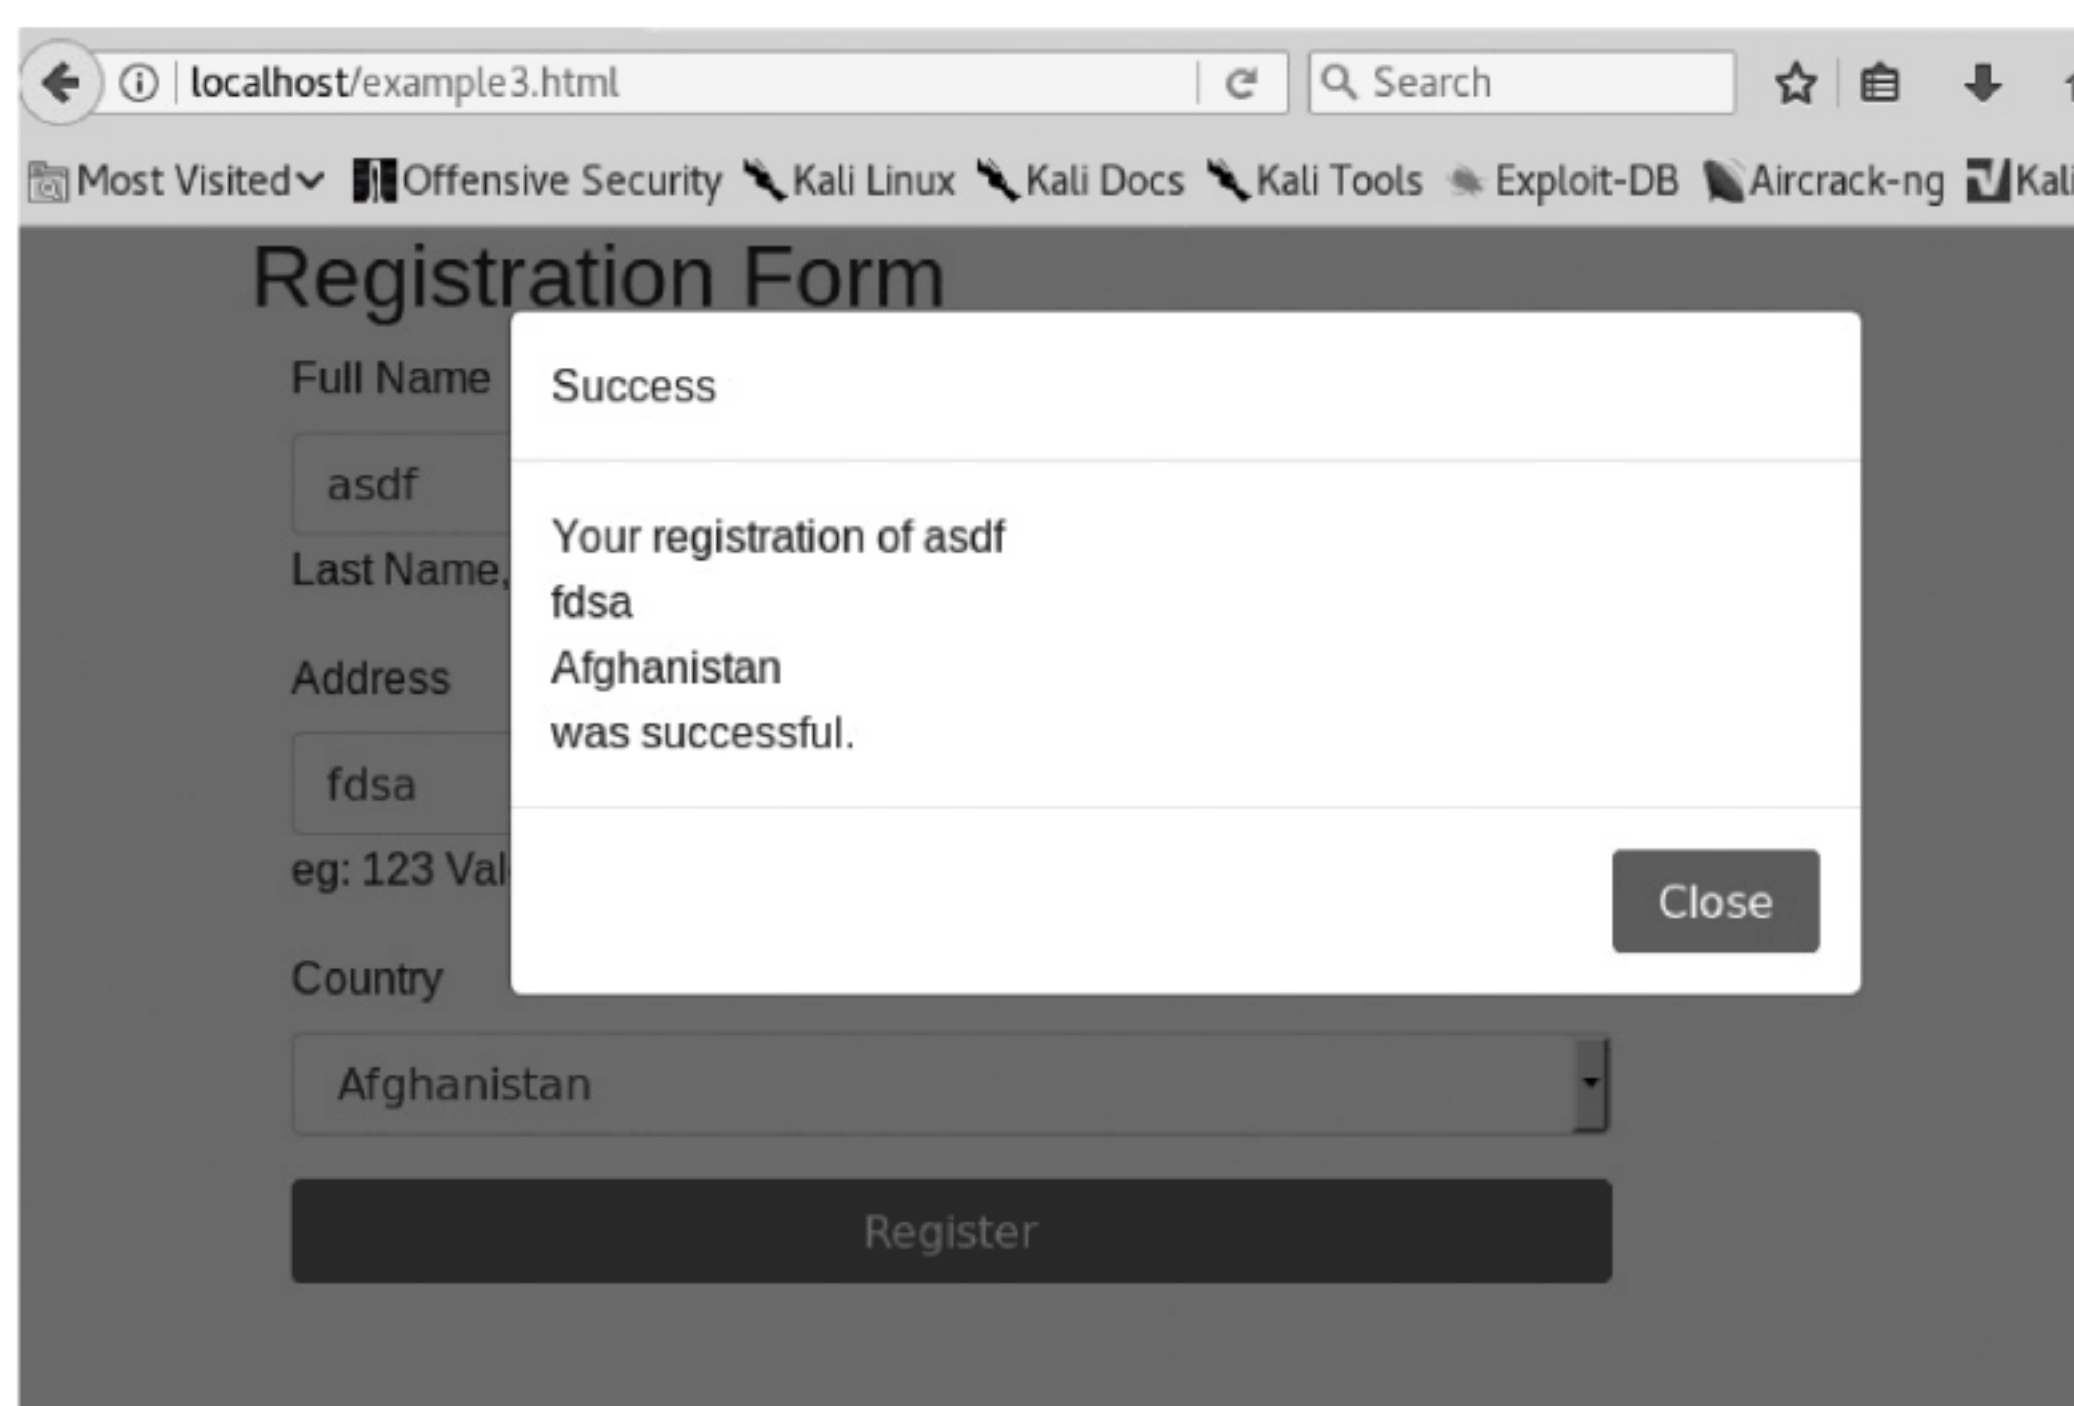 localhost/example3.html
Search
Most Visited Offensive Security Kali Linux Kali Docs Kali Tools Exploit-DB Aircrack-ng Kali
Registration Form
Full Name
asdf
Last Name,
Address
fdsa
eg: 123
Country
Afghanistan
Register
Success
Your registration of asdf
fdsa
Afghanistan
was successful.
Close